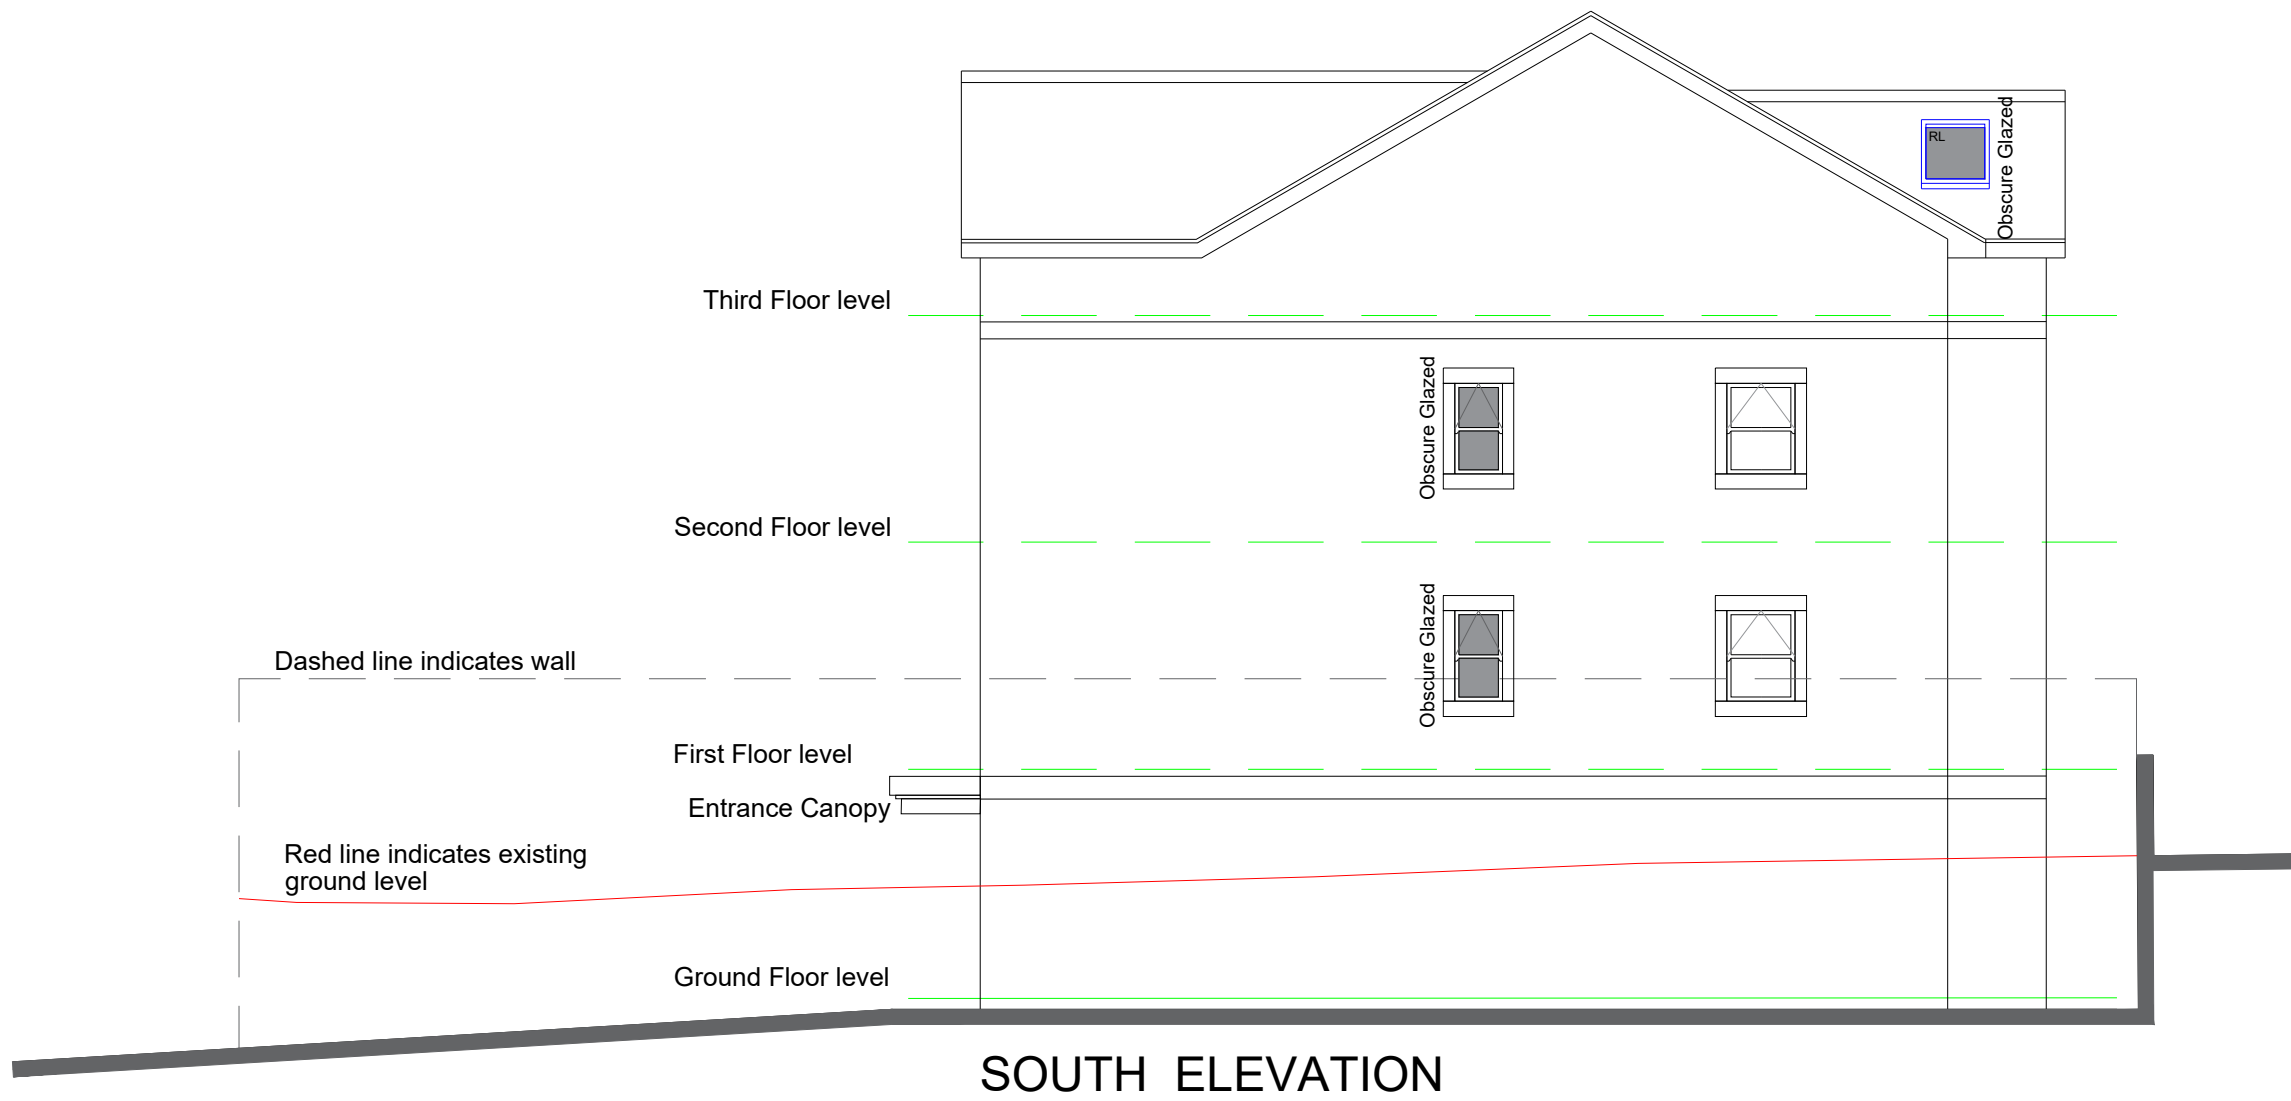 RL
Obscure Glazed
Third Floor level
Obscure Glazed
Second Floor level
Obscure Glazed
Dashed line indicates wall
First Floor level
Entrance Canopy
Red line indicates existing
ground level
Ground Floor level
SOUTH ELEVATION